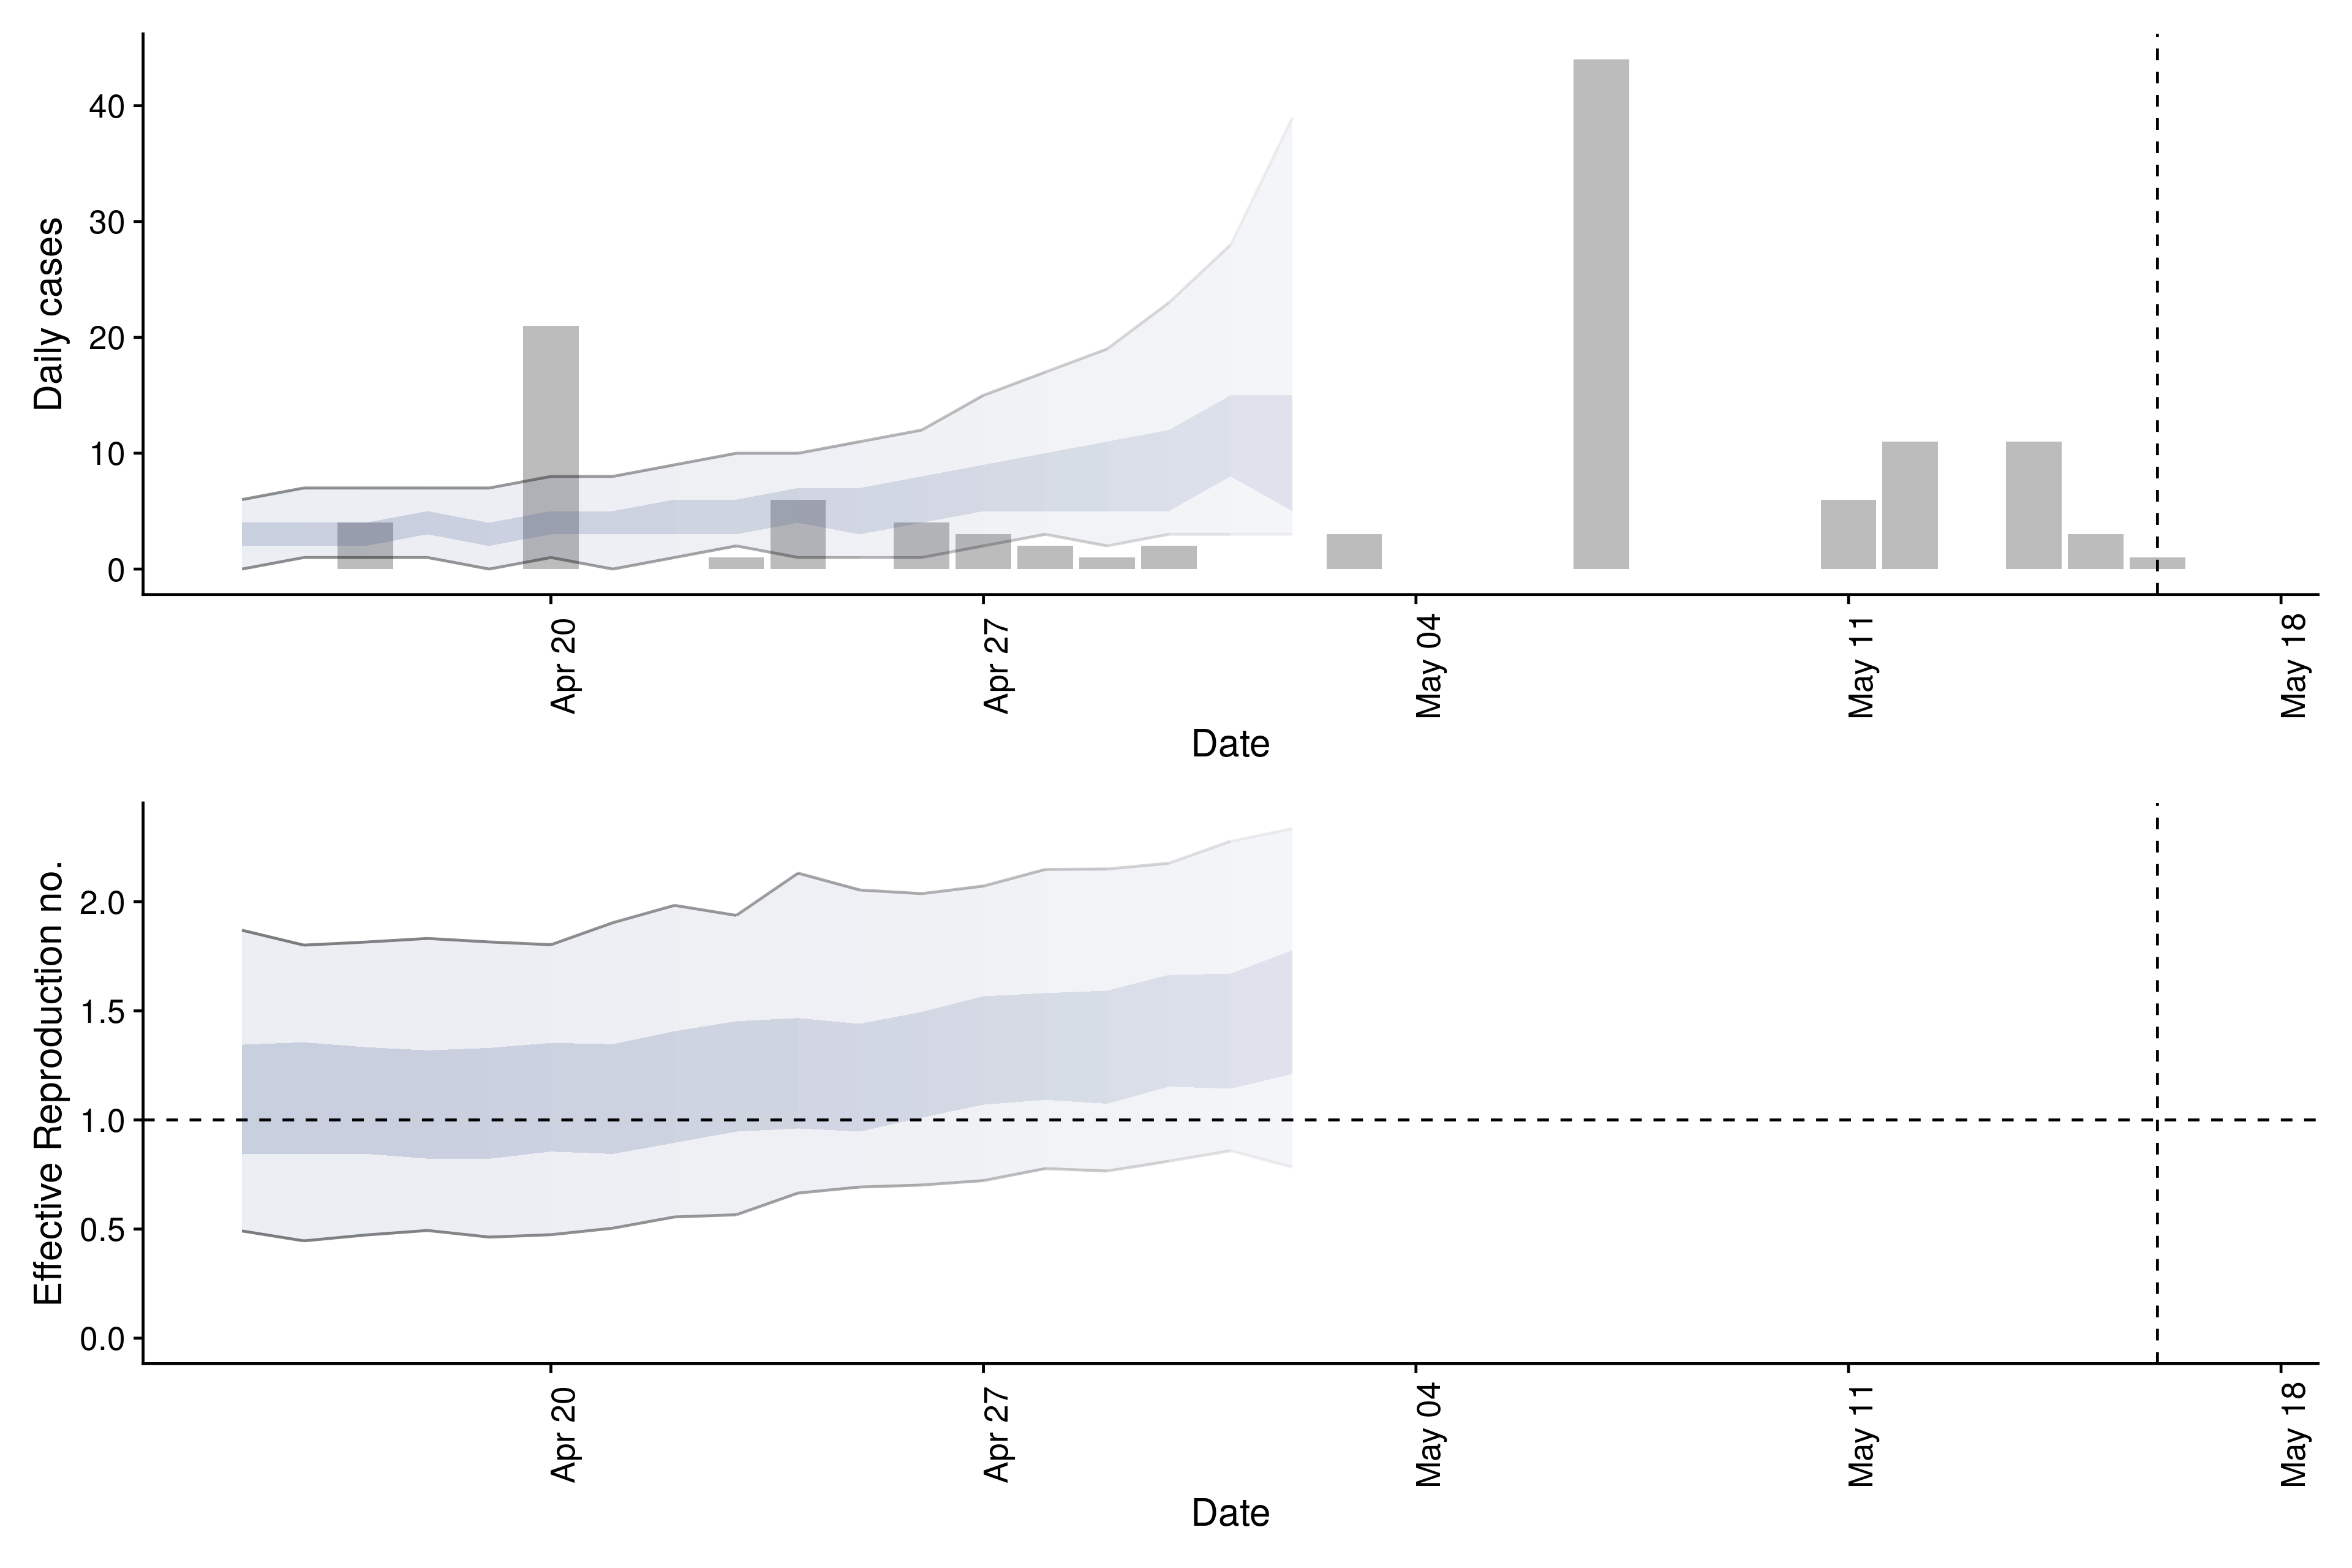 Daily cases
40
30
20
10
0
Apr 20
Apr 27
May 04
May 11
May 18
Date
Effective Reproduction no.
2.0
1.5
1.0
0.5
0.0
Apr 20
Apr 27
May 04
May 11
May 18
Date